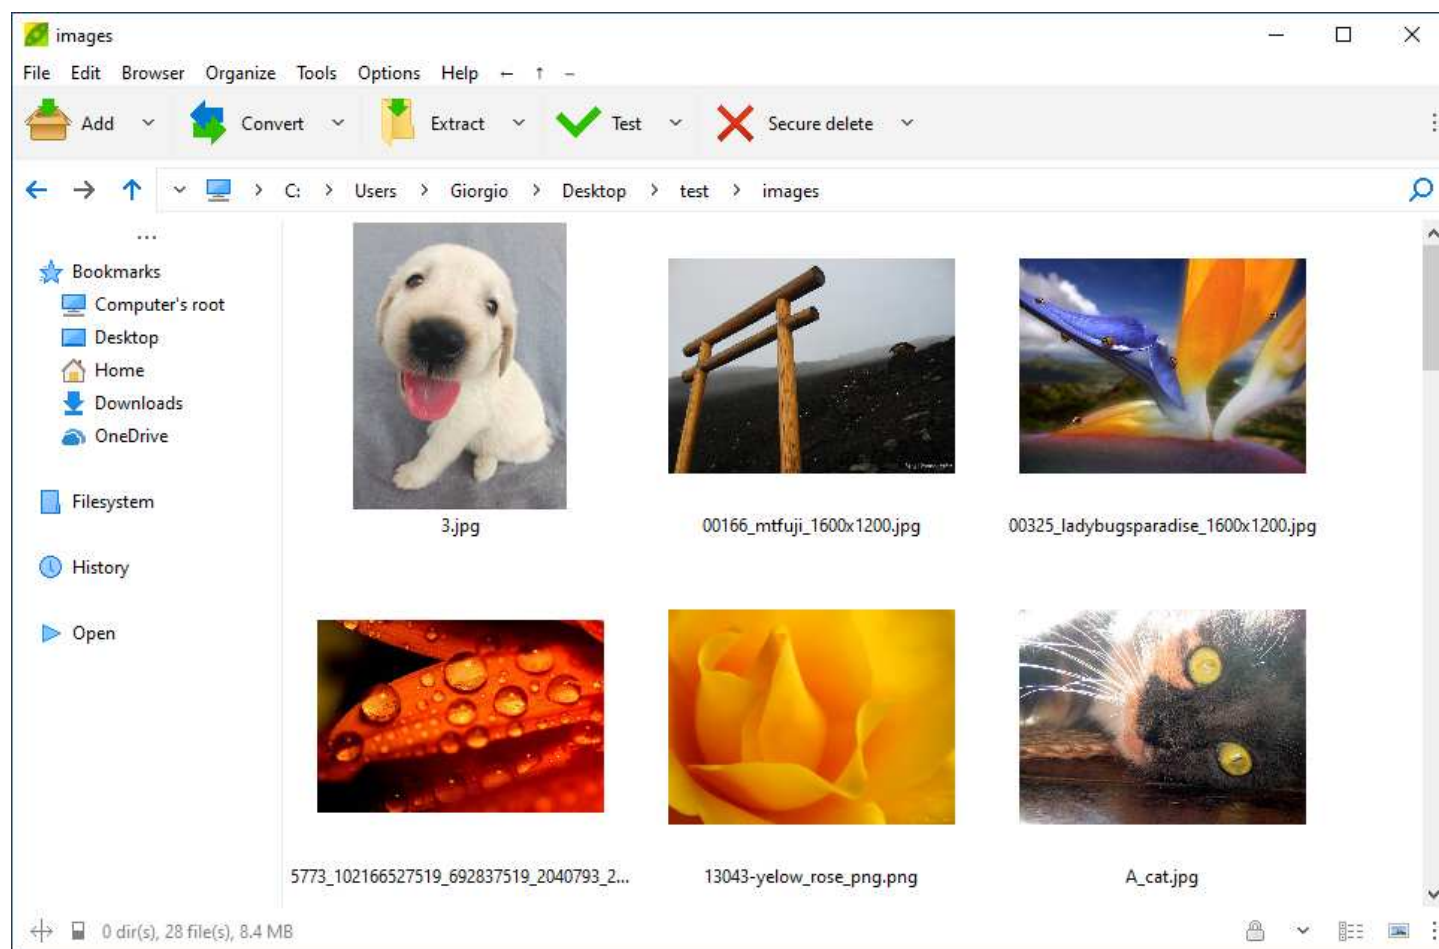 images
File Edit Browser Organize Tools Options Help
Add Convert Extract Test Secure delete
C: > Users > Giorgio > Desktop > test > images
...
Bookmarks
Computer's root
Desktop
Home
Downloads
OneDrive
Filesystem
History
Open
3.jpg
00166_mtfuji_1600x1200.jpg
00325_ladybugsparadise_1600x1200.jpg
5773_102166527519_692837519_2040793_2...
13043-yelow_rose_png.png
A_cat.jpg
0 dir(s), 28 file(s), 8.4 MB